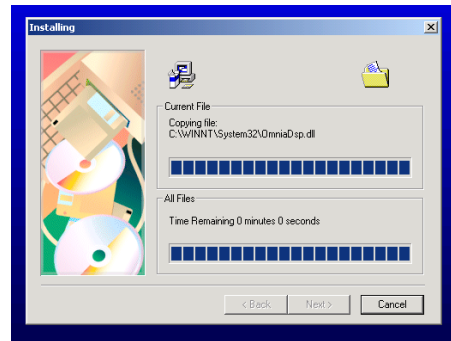 Installing
Current File
Copying file:
C:\WINNT\System32\OmniaDsp.dll
All Files
Time Remaining 0 minutes 0 seconds
< Back
Next >
Cancel